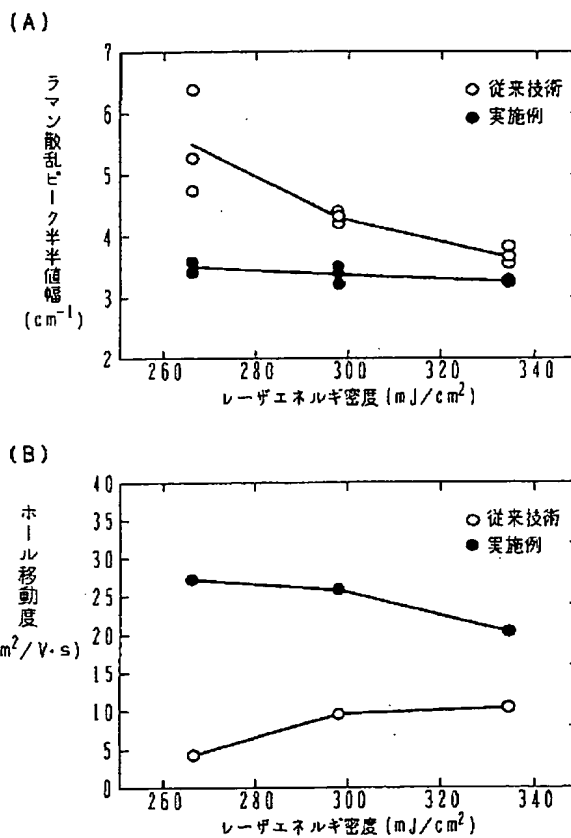 (A)
ラマン散乱ピーク半半値幅
(cm⁻¹)
7
6
5
4
3
2
○ 従来技術
● 実施例
260 280 300 320 340
レーザエネルギ密度(mJ/cm²)
(B)
ホール移動度
m²/V·s)
40
35
30
25
20
15
10
5
0
○ 従来技術
● 実施例
260 280 300 320 340
レーザエネルギ密度(mJ/cm²)